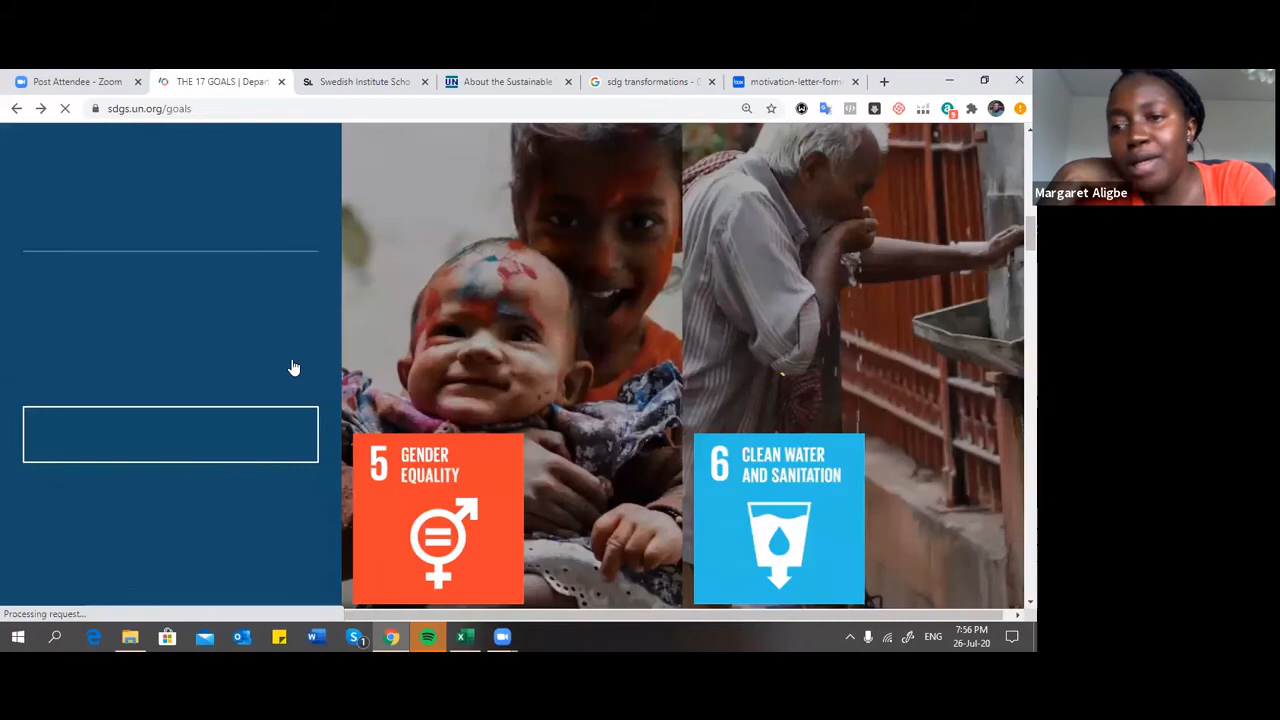 Post Attendee - Zoom
THE 17 GOALS | Depar
Swedish Institute Scho
UN
About the Sustainable
sdg transformations - G
motivation-letter-form
sdgs.un.org/goals
Margaret Aligbe
5 GENDER
EQUALITY
6 CLEAN WATER
AND SANITATION
Processing request...
ENG
7:56 PM
26-Jul-20